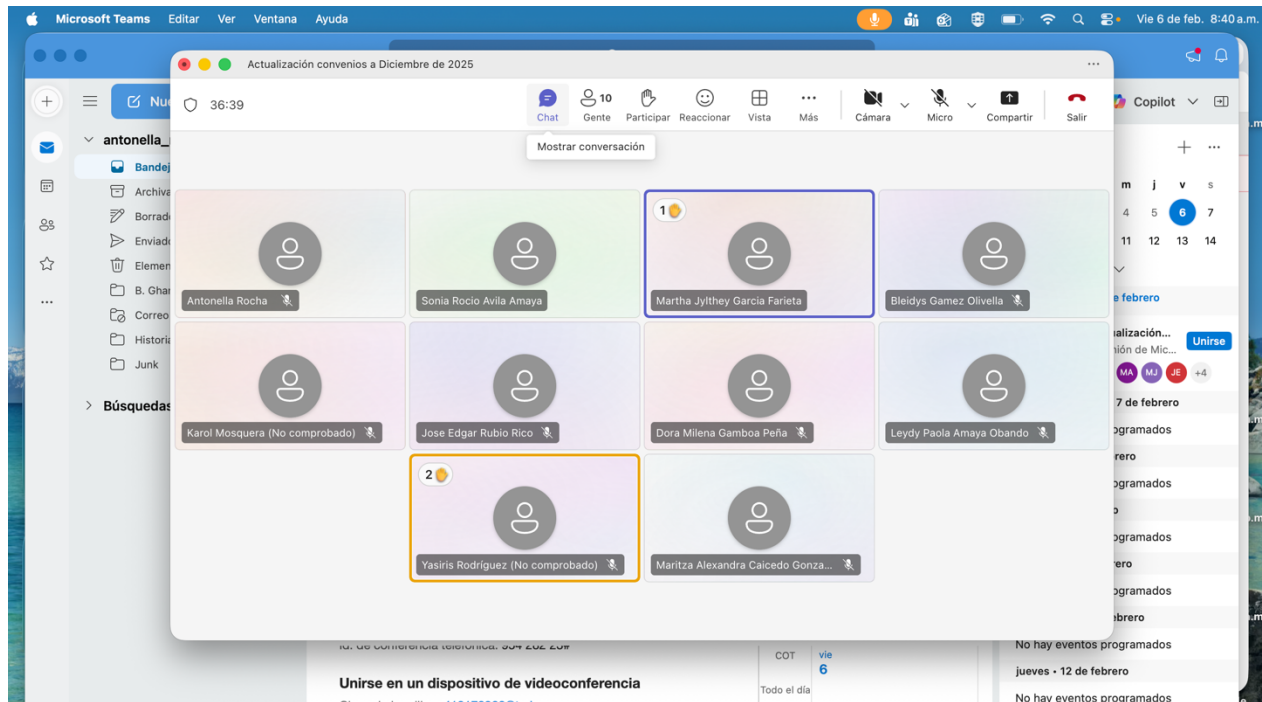 Microsoft Teams Editar Ver Ventana Ayuda
Vie 6 de feb. 8:40 a.m.
Actualización convenios a Diciembre de 2025
36:39
10
Chat Gente Participar Reaccionar Vista Más Cámara Micro Compartir Salir
Mostrar conversación
Antonella Rocha
Sonia Rocio Avila Amaya
1
Martha Jylthey Garcia Farieta
Bleidys Gamez Olivella
Karol Mosquera (No comprobado)
Jose Edgar Rubio Rico
Dora Milena Gamboa Peña
Leydy Paola Amaya Obando
2
Yasiris Rodríguez (No comprobado)
Maritza Alexandra Caicedo Gonza...
Nu
antonella_
Bandej
Archiva
Borrad
Enviad
Elemen
B. Ghar
Correo
Historia
Junk
Búsquedas
Copilot
m j v s
4 5 6 7
11 12 13 14
e febrero
alización...
Unirse
nión de Mic...
MA MJ JE +4
7 de febrero
ogramados
rero
ogramados
ogramados
rero
ogramados
ebrero
No hay eventos programados
jueves • 12 de febrero
No hay eventos programados
Unirse en un dispositivo de videoconferencia
COT vie
6
Todo el día